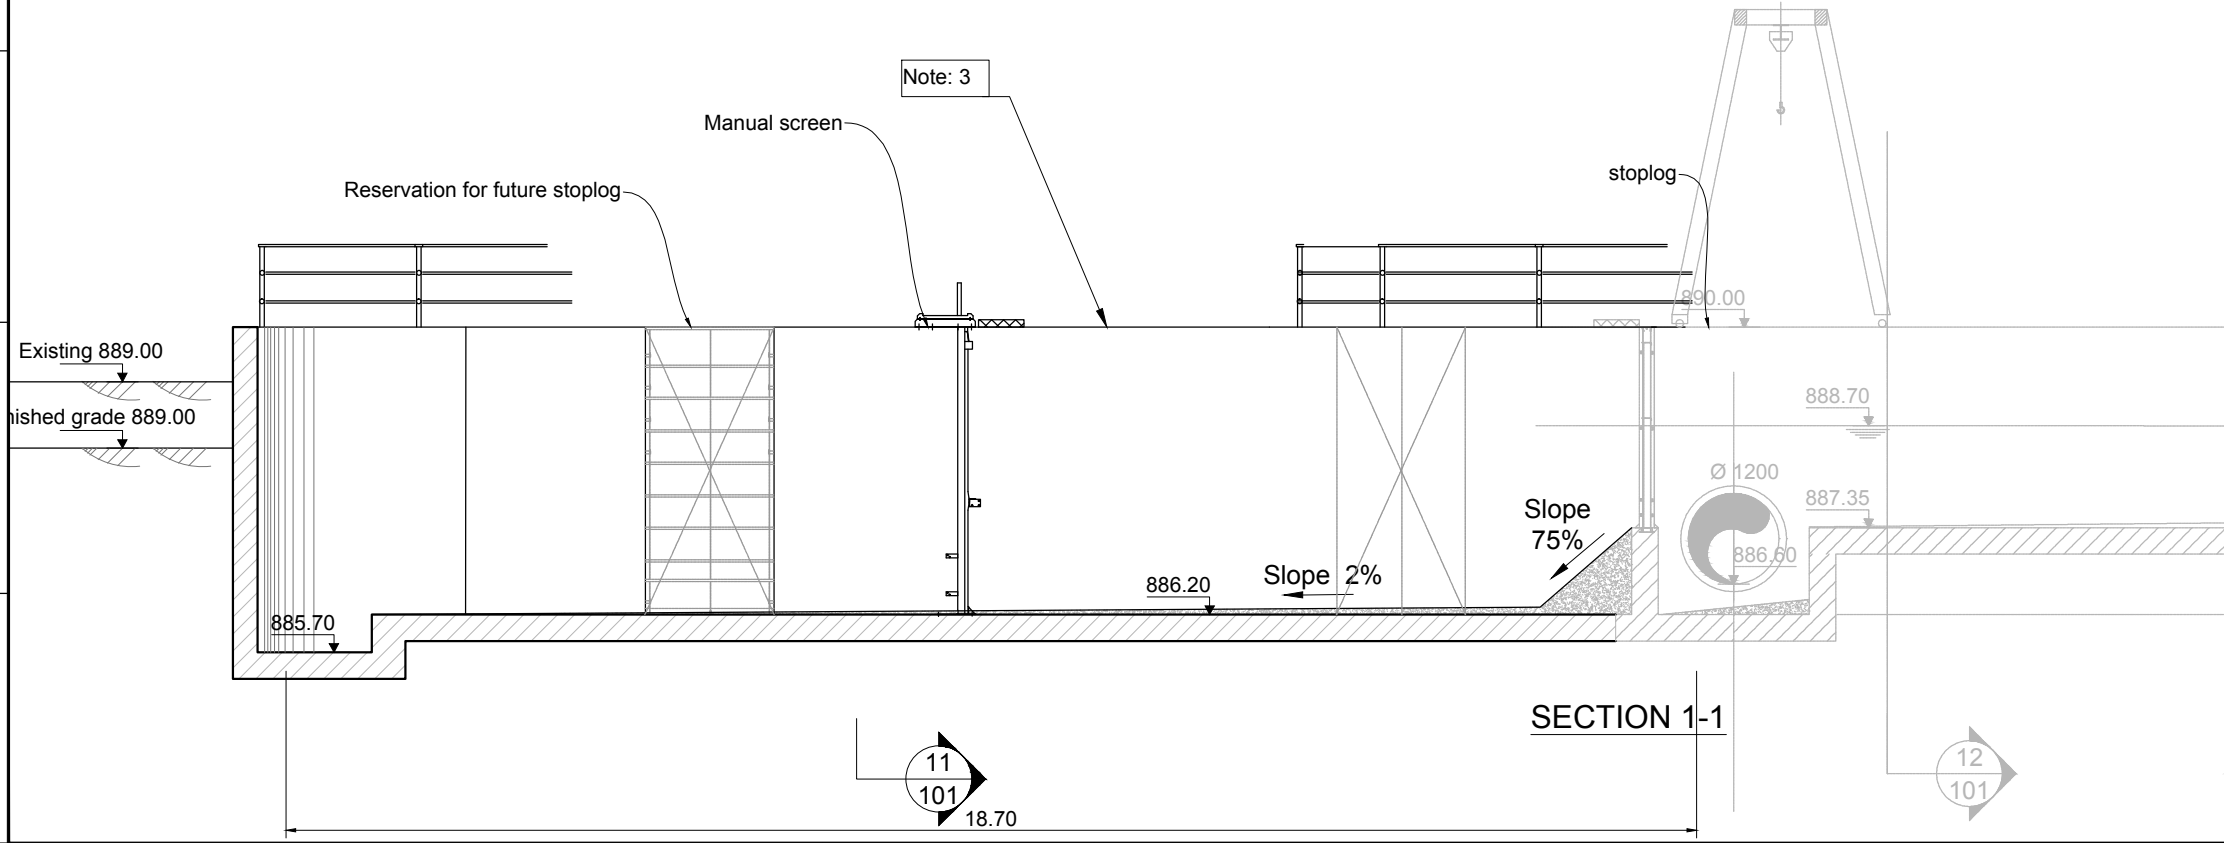 Note: 3
Manual screen
Reservation for future stoplog
stoplog
890.00
Existing 889.00
nished grade 889.00
888.70
Ø 1200
887.35
Slope
75%
886.60
Slope 2%
886.20
885.70
SECTION 1-1
11
101
12
101
18.70